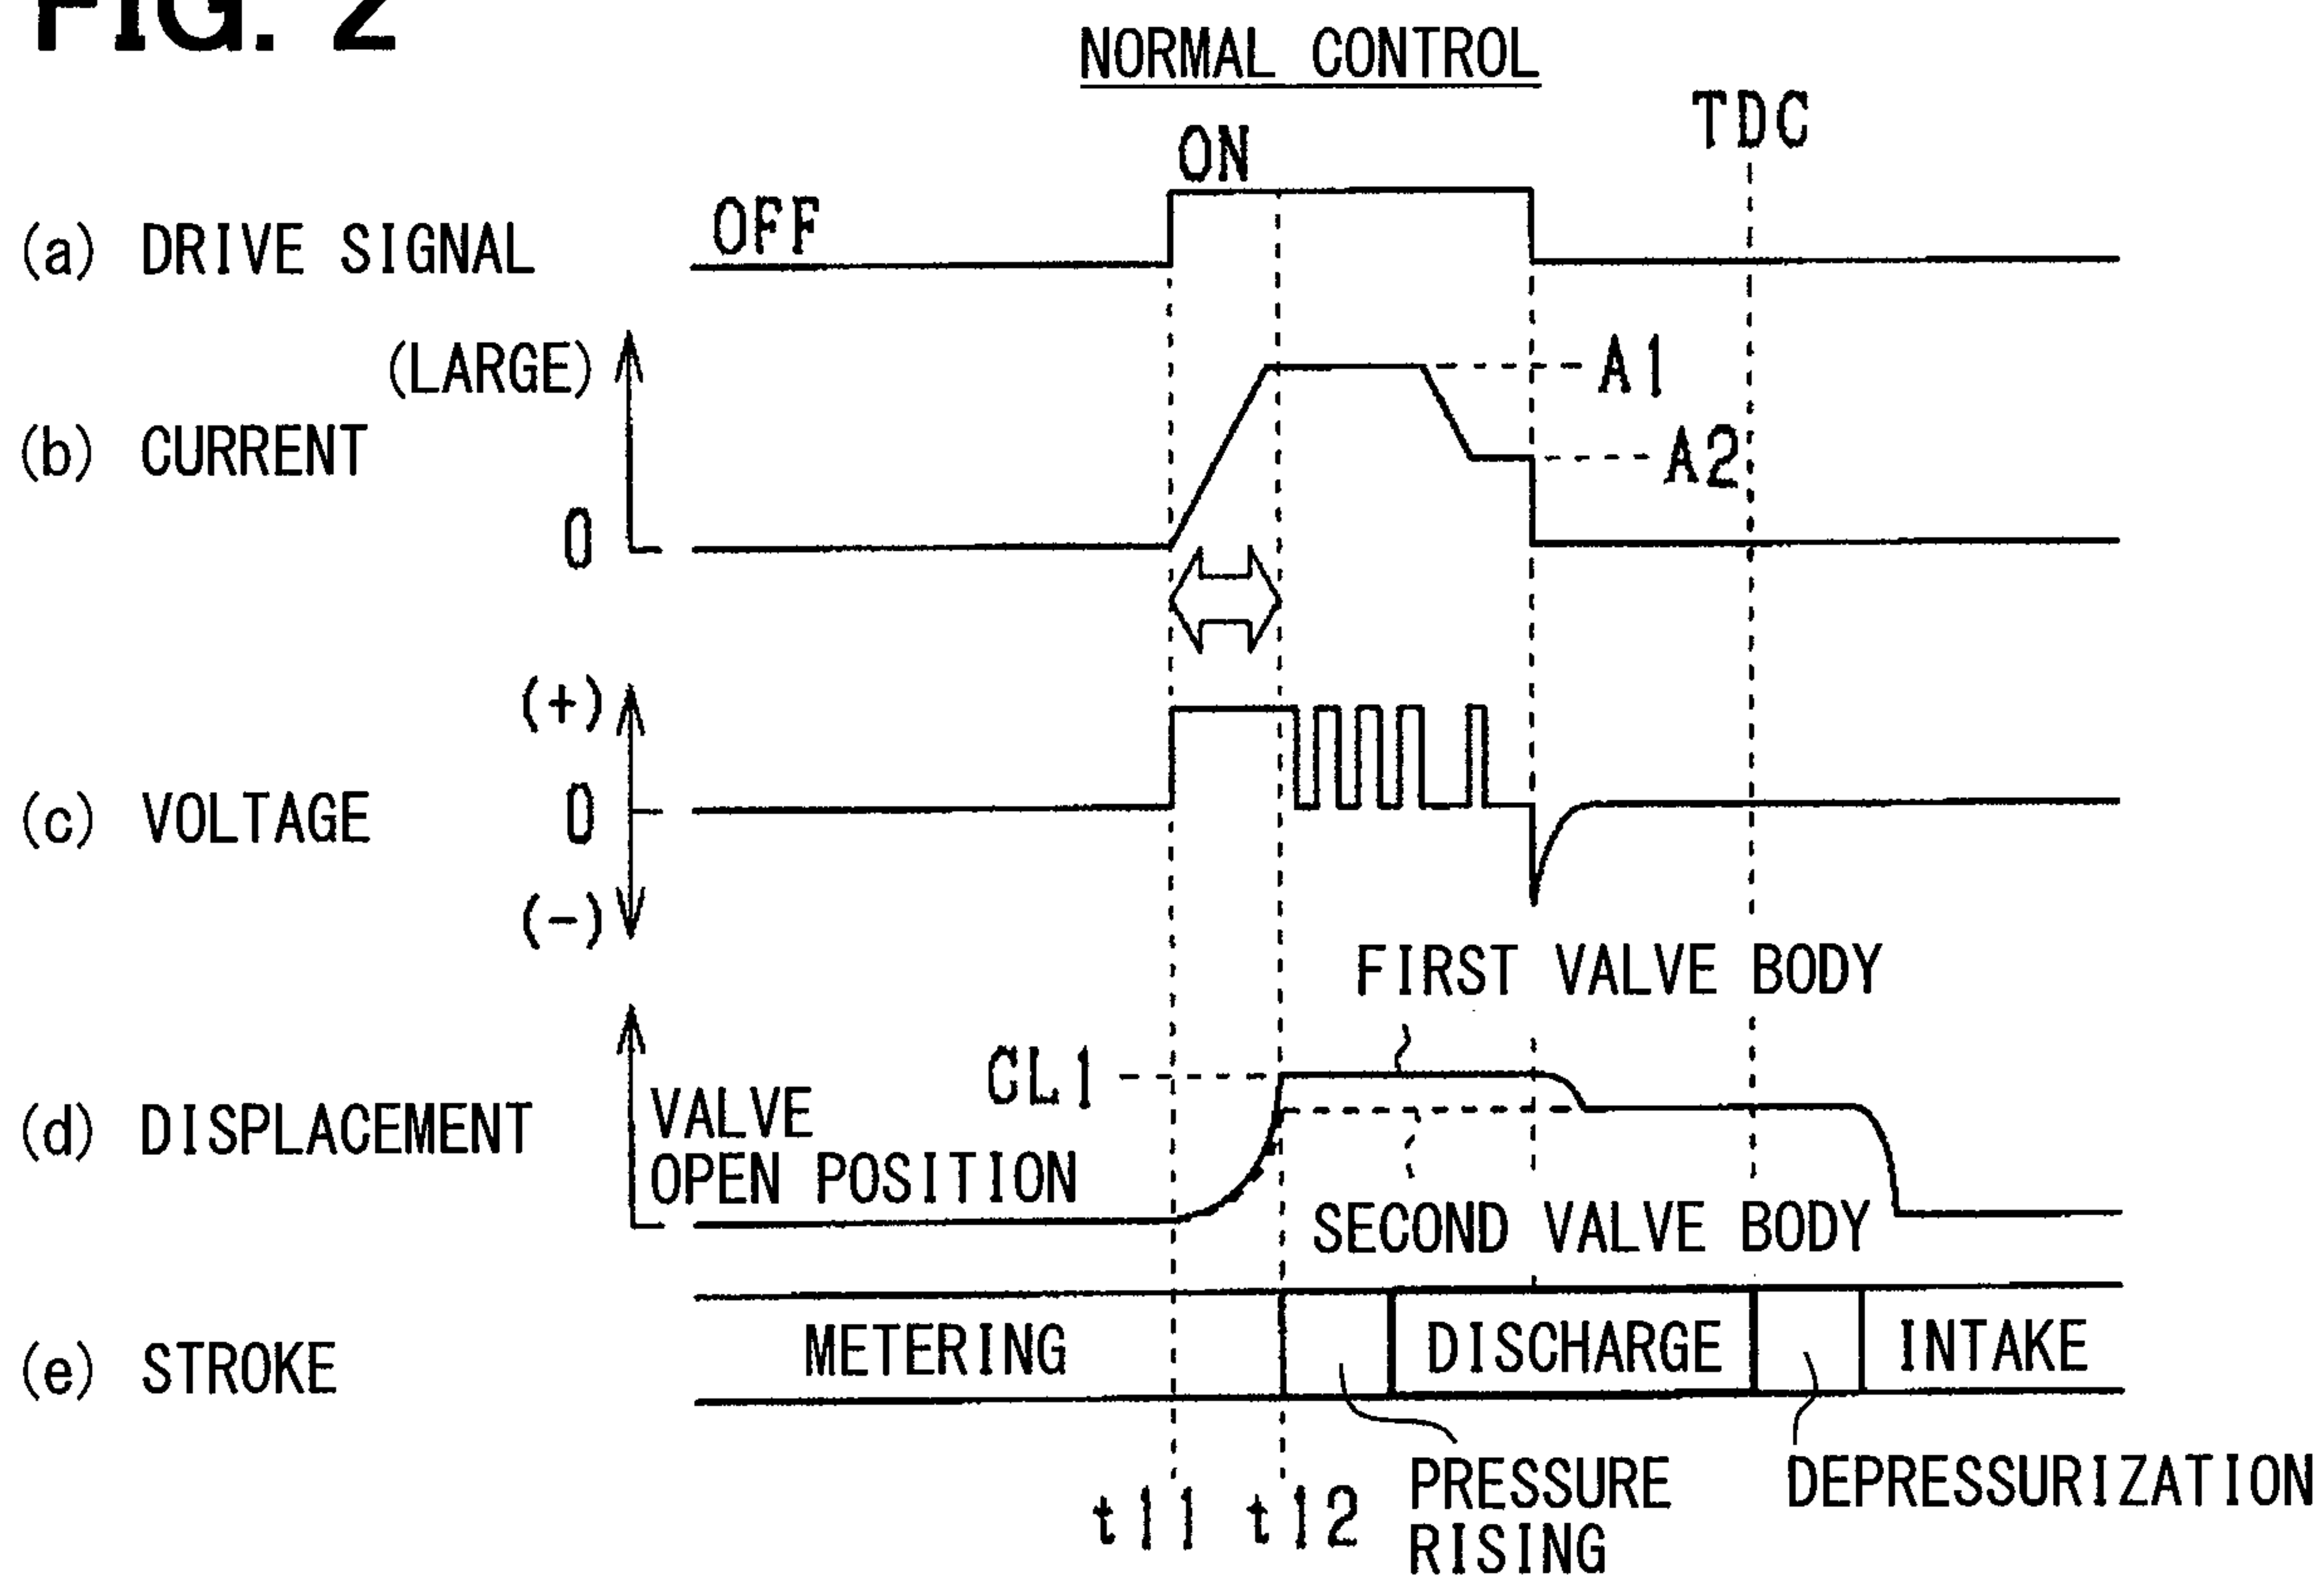 FIG. 2
NORMAL CONTROL
TDC
ON
OFF
(a) DRIVE SIGNAL
(LARGE)
A1
(b) CURRENT
A2
0
(+)
(c) VOLTAGE
0
(-)
FIRST VALVE BODY
CL1
(d) DISPLACEMENT
VALVE
OPEN POSITION
SECOND VALVE BODY
(e) STROKE
METERING
DISCHARGE
INTAKE
t11
t12
PRESSURE
RISING
DEPRESSURIZATION